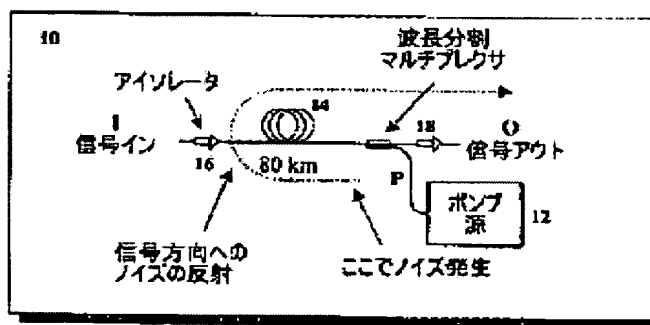 10
波長分割
マルチプレクサ
アイソレータ
14
I
信号イン
16
80 km
18
O
信号アウト
P
ポンプ
源
12
信号方向への
ノイズの反射
ここでノイズ発生